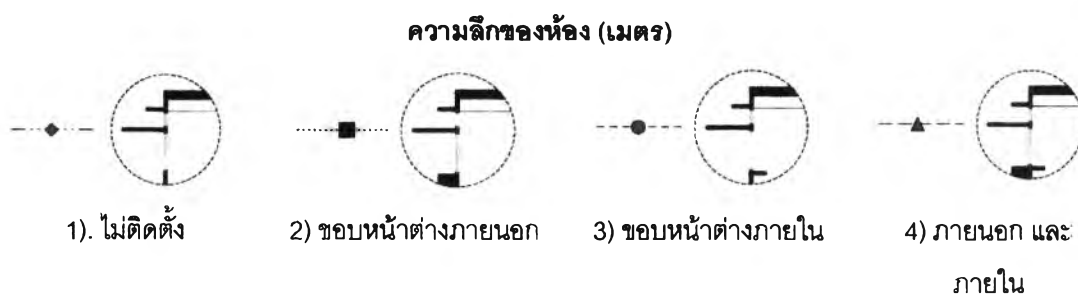 ความลึกของห้อง (เมตร)
1). ไม่ติดตั้ง
2) ขอบหน้าต่างภายนอก
3) ขอบหน้าต่างภายใน
4) ภายนอก และ
ภายใน